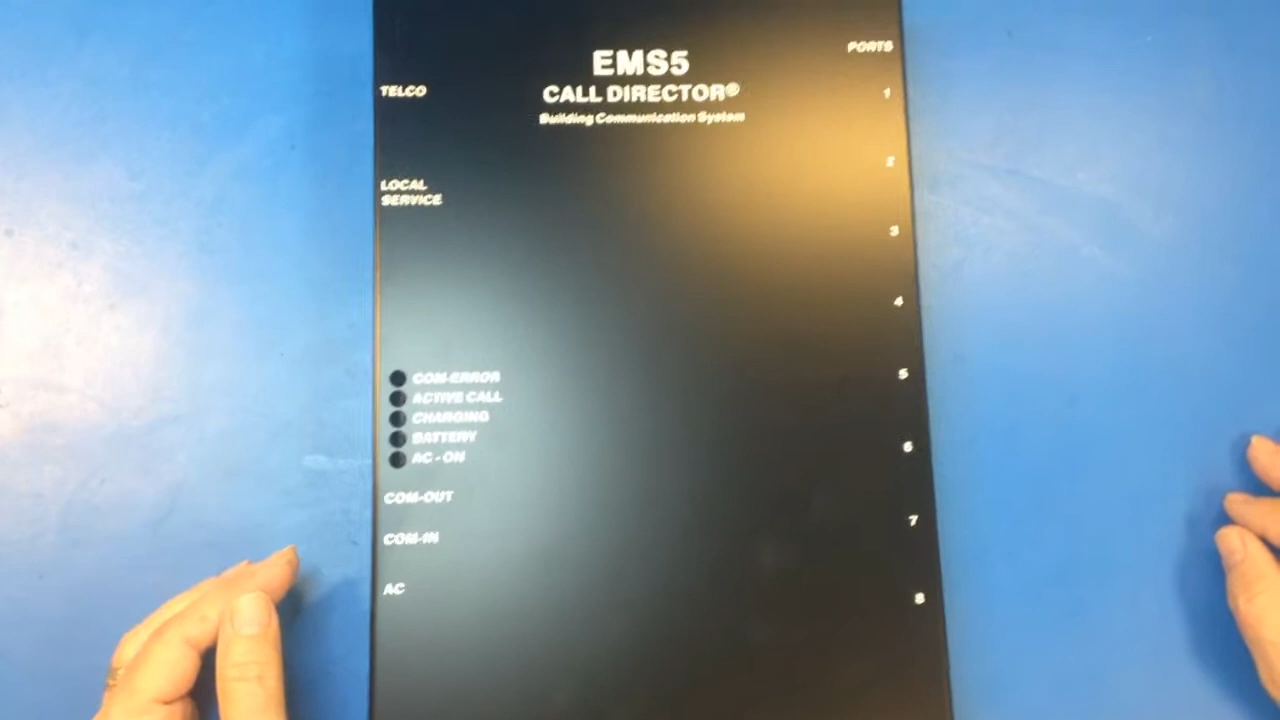 EMS5
CALL DIRECTOR®
Building Communication System
TELCO
LOCAL
SERVICE
COM-ERROR
ACTIVE CALL
CHARGING
BATTERY
AC - ON
COM-OUT
COM-IN
AC
PORTS
1
2
3
4
5
6
7
8